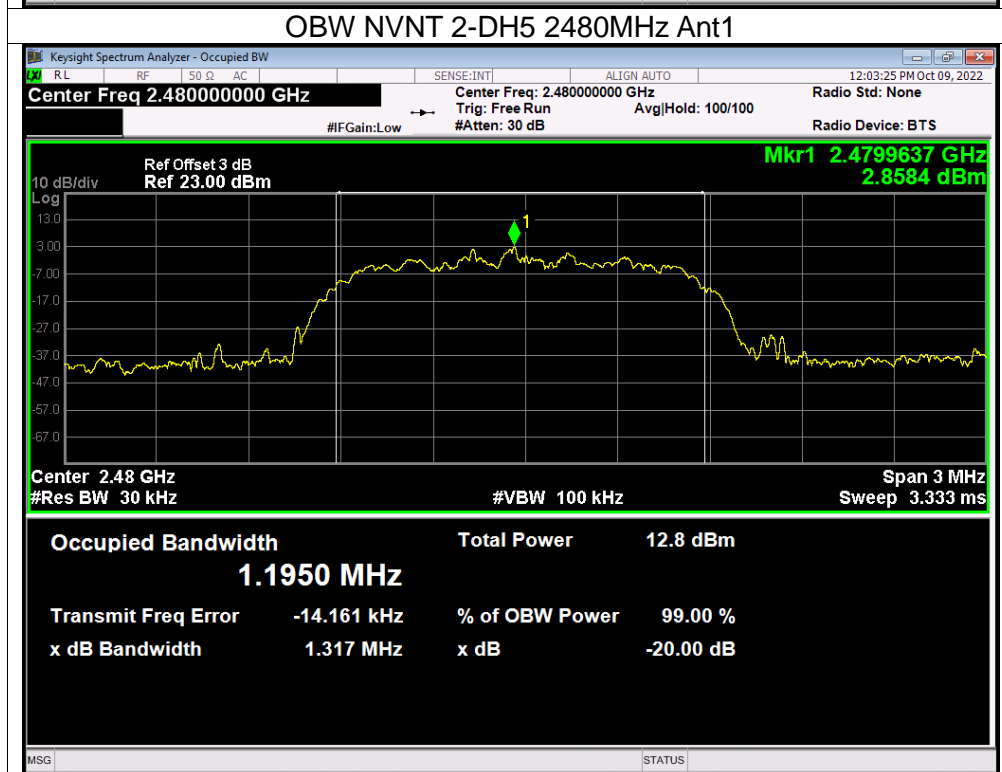 OBW NVNT 2-DH5 2480MHz Ant1
Keysight Spectrum Analyzer - Occupied BW
LXI RL RF 50 Ω AC SENSE:INT ALIGN AUTO 12:03:25 PM Oct 09, 2022
Center Freq 2.480000000 GHz Center Freq: 2.480000000 GHz Radio Std: None
Trig: Free Run Avg|Hold: 100/100
#IFGain:Low #Atten: 30 dB Radio Device: BTS
Mkr1 2.4799637 GHz
Ref Offset 3 dB
10 dB/div Ref 23.00 dBm 2.8584 dBm
Log
13.0
1
3.00
-7.00
-17.0
-27.0
-37.0
-47.0
-57.0
-67.0
Center 2.48 GHz Span 3 MHz
#Res BW 30 kHz #VBW 100 kHz Sweep 3.333 ms
Occupied Bandwidth Total Power 12.8 dBm
1.1950 MHz
Transmit Freq Error -14.161 kHz % of OBW Power 99.00 %
x dB Bandwidth 1.317 MHz x dB -20.00 dB
MSG STATUS